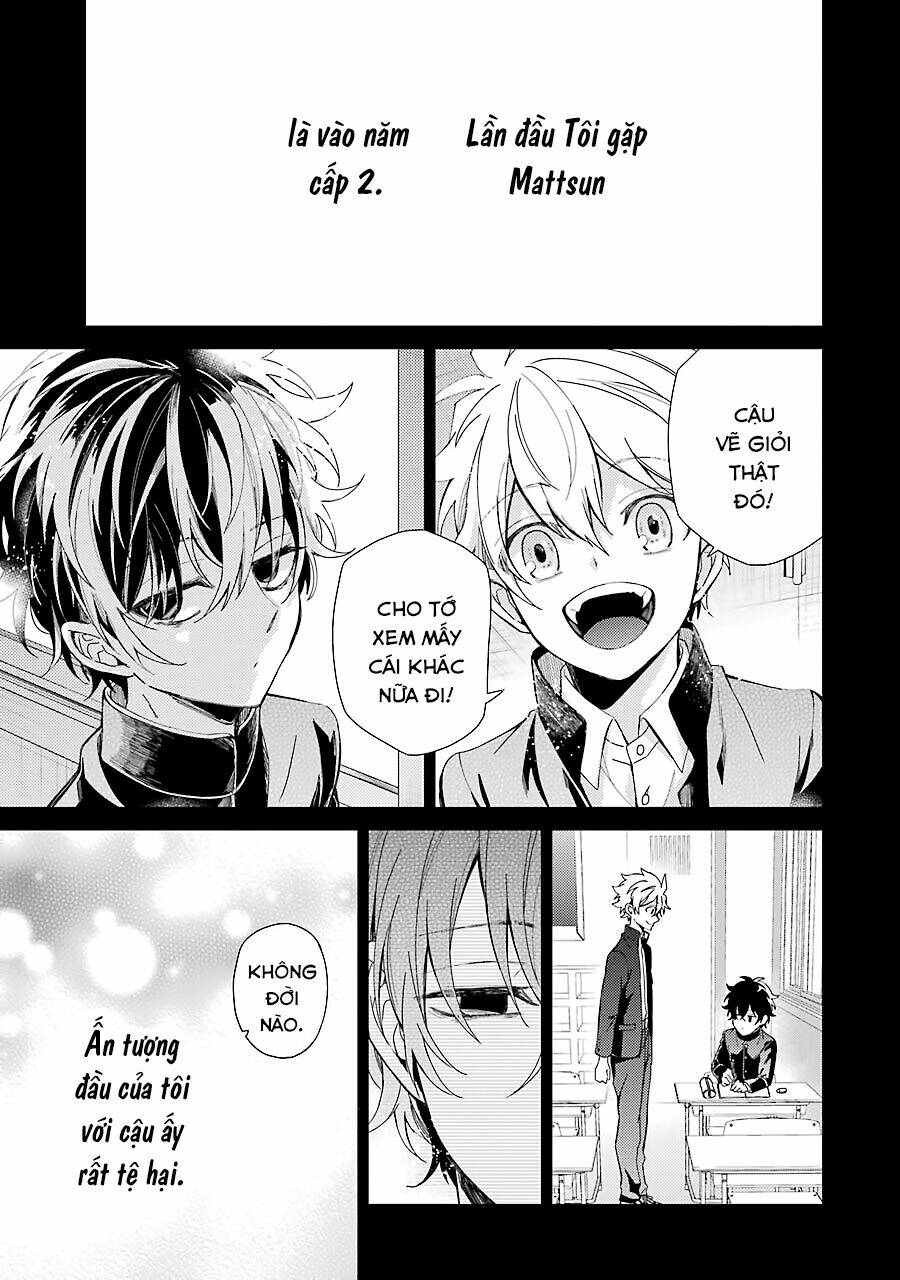 Lần đầu Tôi gặp
Mattsun
là vào năm
cấp 2.
CẬU
VẼ GIỎI
THẬT
ĐÓ!
CHO TỚ
XEM MẤY
CÁI KHÁC
NỮA ĐI!
KHÔNG
ĐỜI
NÀO.
Ấn tượng
đầu của tôi
với cậu ấy
rất tệ hại.